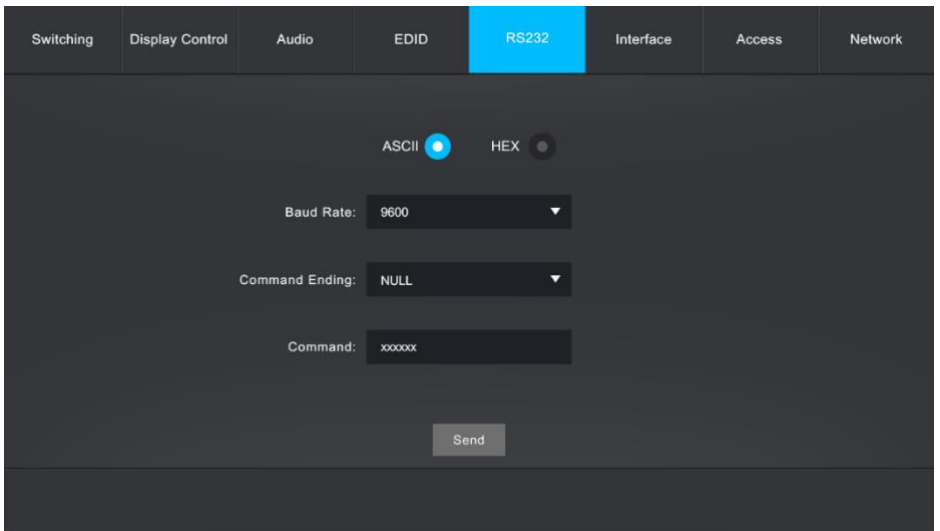 Switching Display Control Audio EDID RS232 Interface Access Network
ASCII HEX
Baud Rate: 9600
Command Ending: NULL
Command: xxxxxx
Send